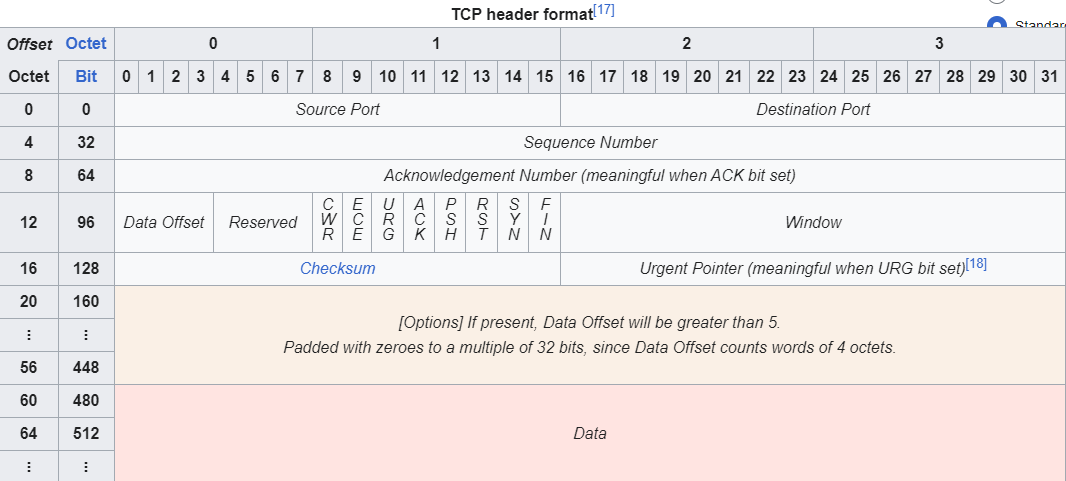 TCP header format[17]
Standar
Offset Octet 0 1 2 3
Octet Bit 0 1 2 3 4 5 6 7 8 9 10 11 12 13 14 15 16 17 18 19 20 21 22 23 24 25 26 27 28 29 30 31
0 0 Source Port Destination Port
4 32 Sequence Number
8 64 Acknowledgement Number (meaningful when ACK bit set)
12 96 Data Offset Reserved CWR ECE URG ACK PSH RST SYN FIN Window
16 128 Checksum Urgent Pointer (meaningful when URG bit set)[18]
20 160
⋮ ⋮
56 448
[Options] If present, Data Offset will be greater than 5.
Padded with zeroes to a multiple of 32 bits, since Data Offset counts words of 4 octets.
60 480
64 512 Data
⋮ ⋮